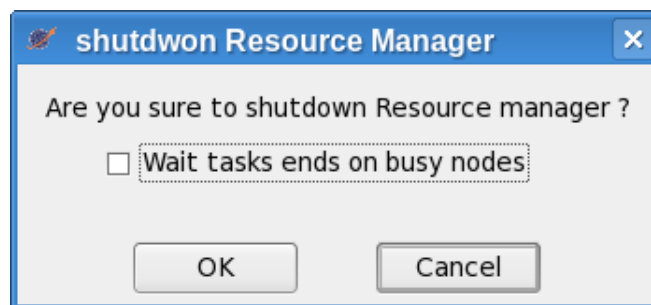 shutdwon Resource Manager
Are you sure to shutdown Resource manager ?
Wait tasks ends on busy nodes
OK Cancel